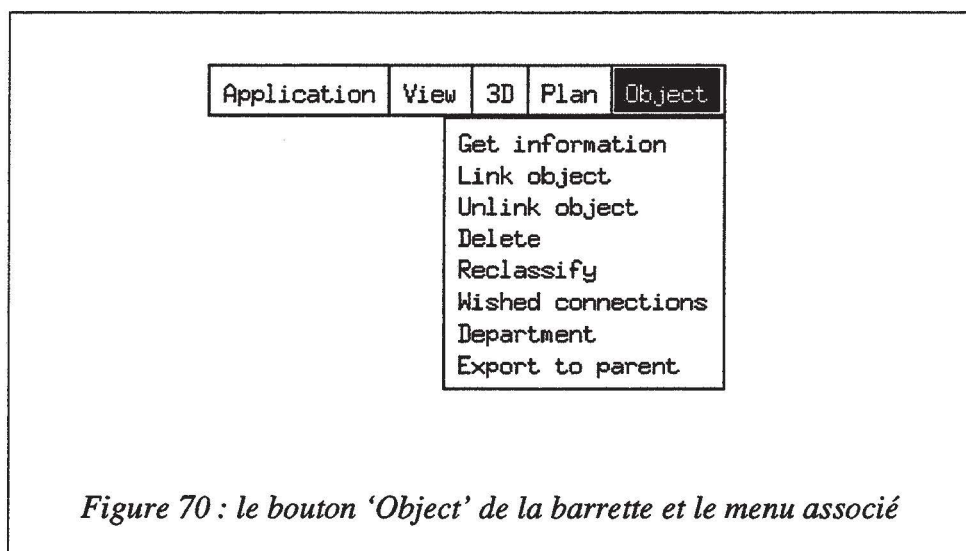 Application View 3D Plan Object
Get information
Link object
Unlink object
Delete
Reclassify
Wished connections
Department
Export to parent
Figure 70 : le bouton ‘Object’ de la barrette et le menu associé